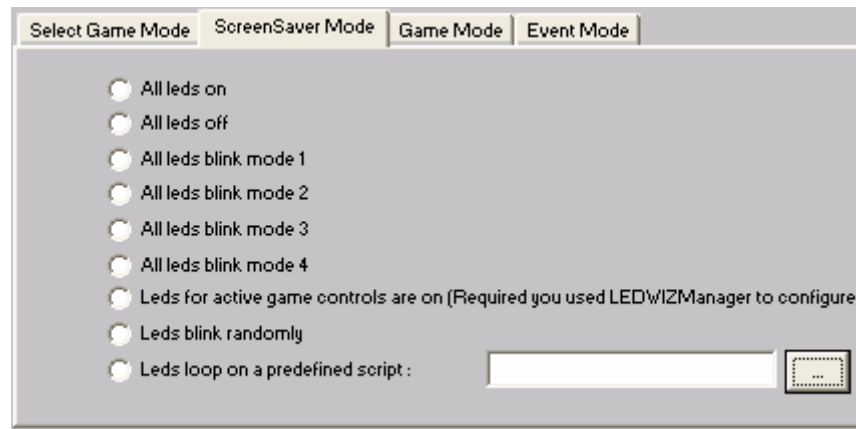 Select Game Mode ScreenSaver Mode Game Mode Event Mode
All leds on
All leds off
All leds blink mode 1
All leds blink mode 2
All leds blink mode 3
All leds blink mode 4
Leds for active game controls are on (Required you used LEDWIZManager to configure
Leds blink randomly
Leds loop on a predefined script : ...